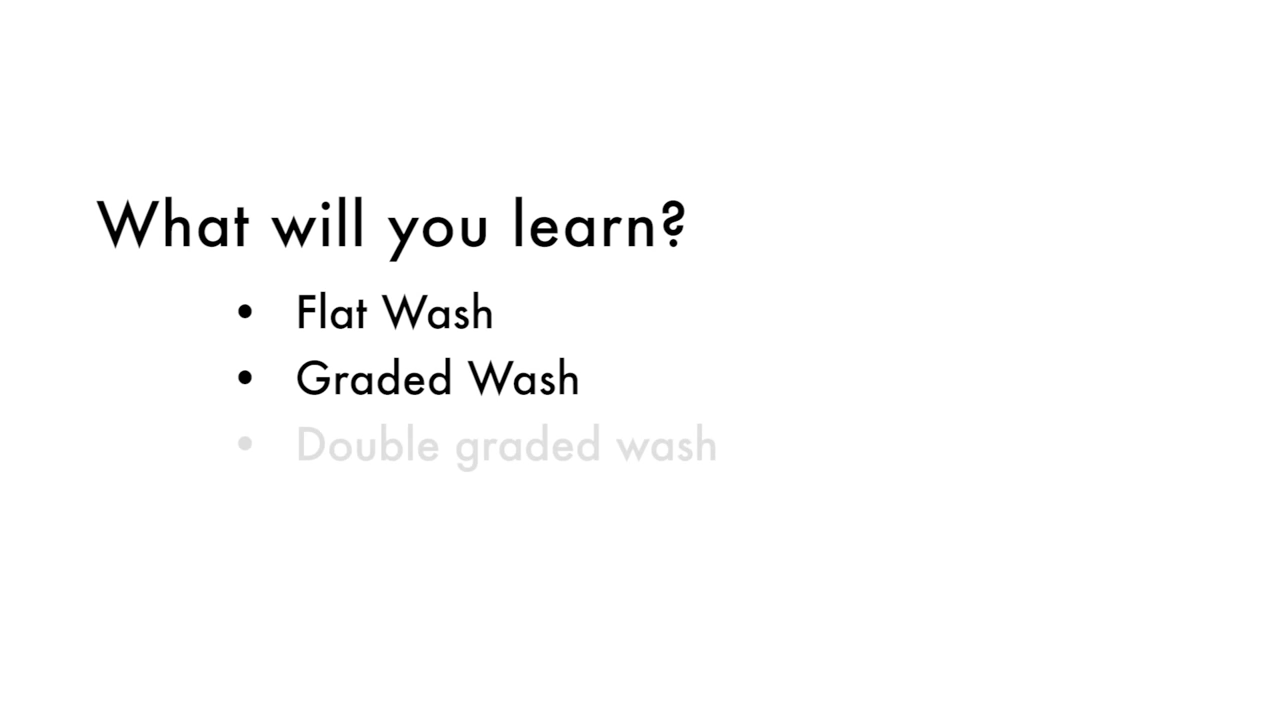 What will you learn?
• Flat Wash
• Graded Wash
• Double graded wash